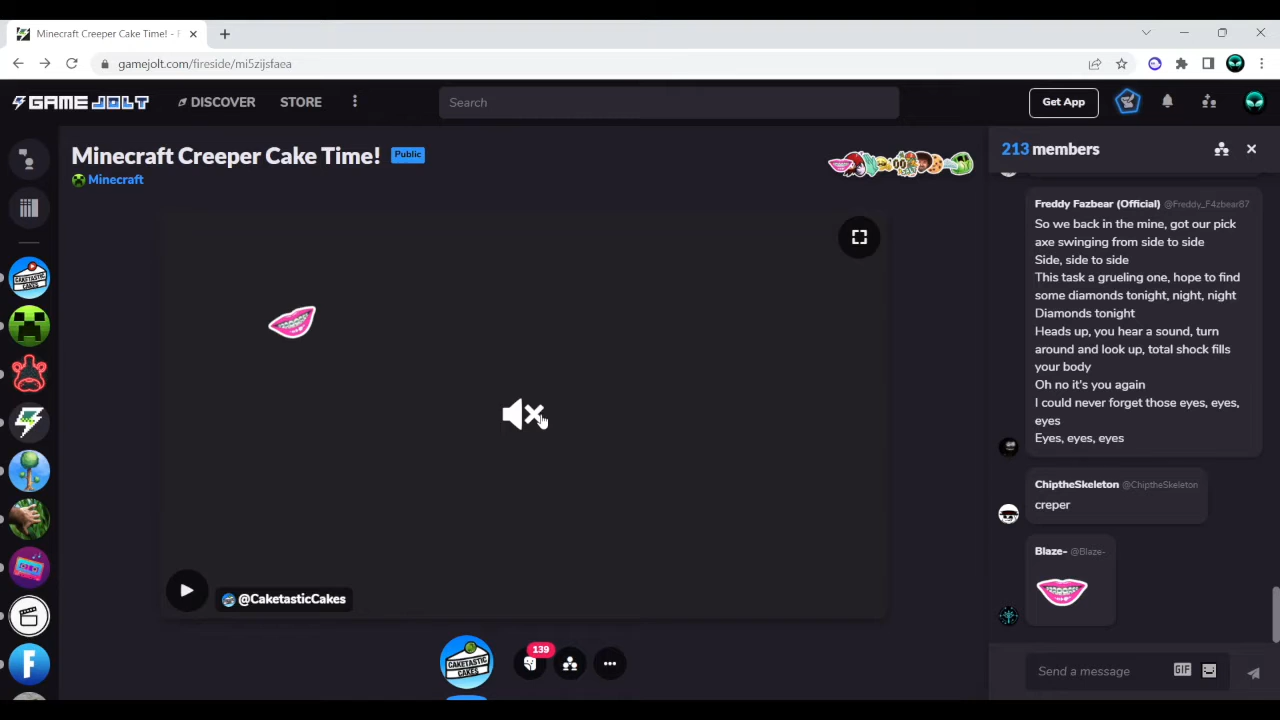 Minecraft Creeper Cake Time! - F
gamejolt.com/fireside/mi5zijsfaea
GAME JOLT
DISCOVER
STORE
Search
Get App
Minecraft Creeper Cake Time!
Public
Minecraft
@CaketasticCakes
CAKETASTIC
CAKES
CAKETASTIC
CAKES
139
213 members
Freddy Fazbear (Official) @Freddy_F4zbear87
So we back in the mine, got our pick
axe swinging from side to side
Side, side to side
This task a grueling one, hope to find
some diamonds tonight, night, night
Diamonds tonight
Heads up, you hear a sound, turn
around and look up, total shock fills
your body
Oh no it's you again
I could never forget those eyes, eyes,
eyes
Eyes, eyes, eyes
ChiptheSkeleton @ChiptheSkeleton
creper
Blaze- @Blaze-
Send a message
GIF